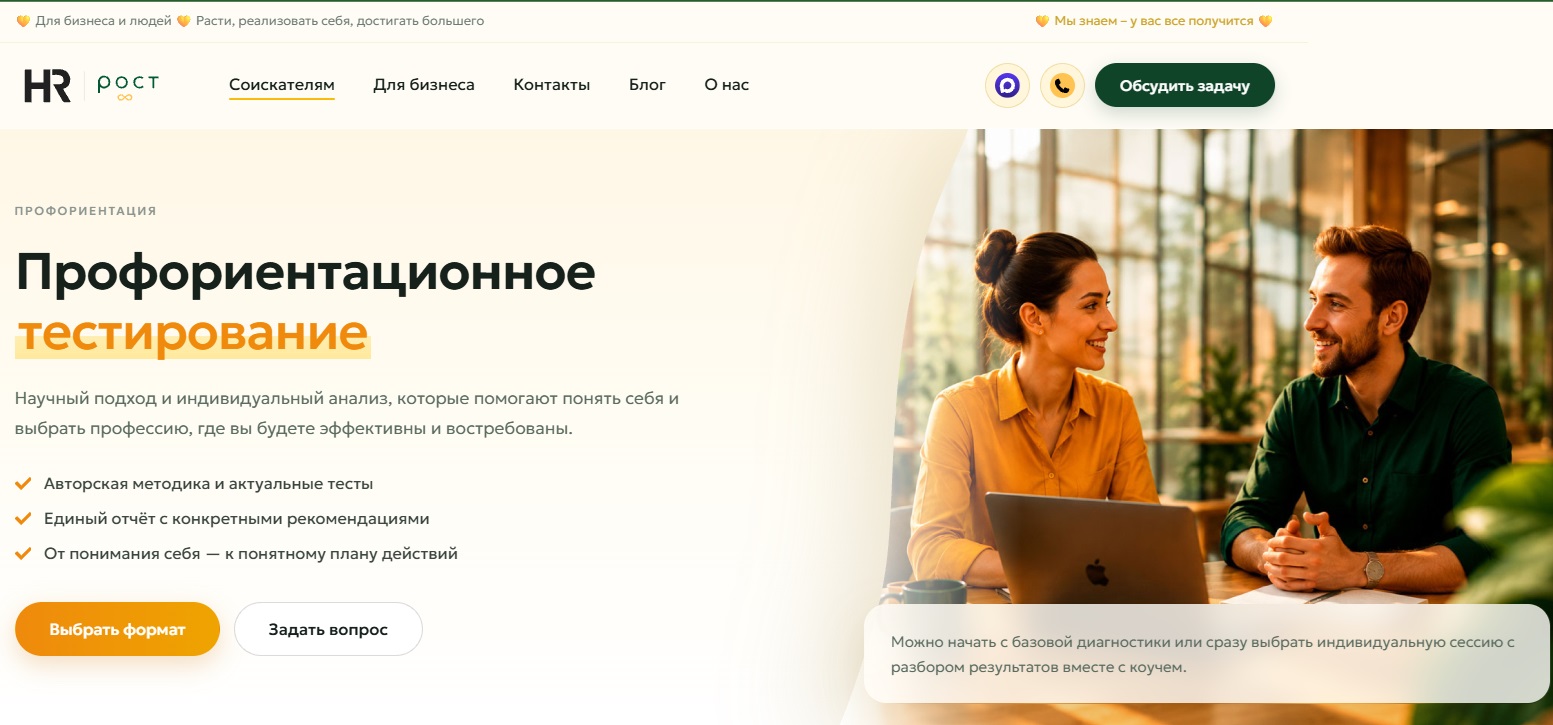 🧡 Для бизнеса и людей 🧡 Расти, реализовать себя, достигать большего
🧡 Мы знаем – у вас все получится 🧡
HR рост
Соискателям Для бизнеса Контакты Блог О нас
Обсудить задачу
ПРОФОРИЕНТАЦИЯ
Профориентационное
тестирование
Научный подход и индивидуальный анализ, которые помогают понять себя и
выбрать профессию, где вы будете эффективны и востребованы.
Авторская методика и актуальные тесты
Единый отчёт с конкретными рекомендациями
От понимания себя — к понятному плану действий
Выбрать формат Задать вопрос
Можно начать с базовой диагностики или сразу выбрать индивидуальную сессию с
разбором результатов вместе с коучем.